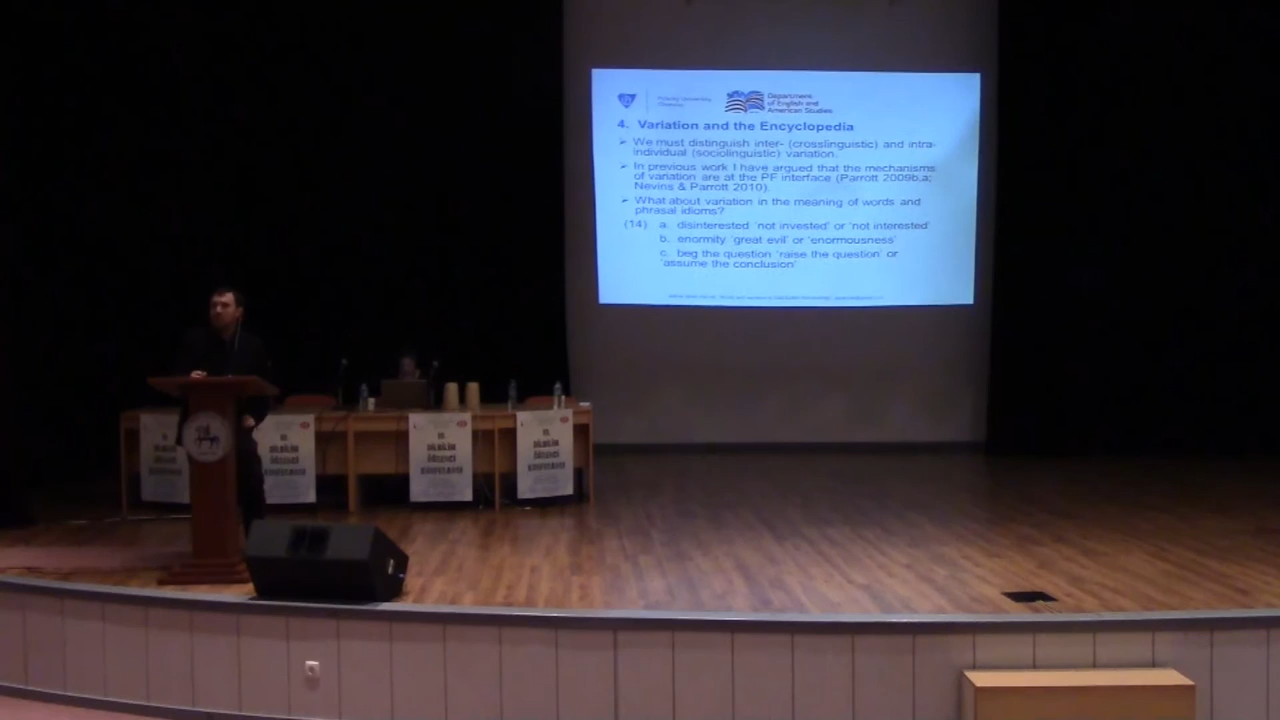 Department
of English and
American Studies
4. Variation and the Encyclopedia
➢ We must distinguish inter- (crosslinguistic) and intra-
individual (sociolinguistic) variation.
➢ In previous work I have argued that the mechanisms
of variation are at the PF interface (Parrott 2009b,a;
Nevins & Parrott 2010).
➢ What about variation in the meaning of words and
phrasal idioms?
(14) a. disinterested 'not invested' or 'not interested'
b. enormity 'great evil' or 'enormousness'
c. beg the question 'raise the question' or
'assume the conclusion'